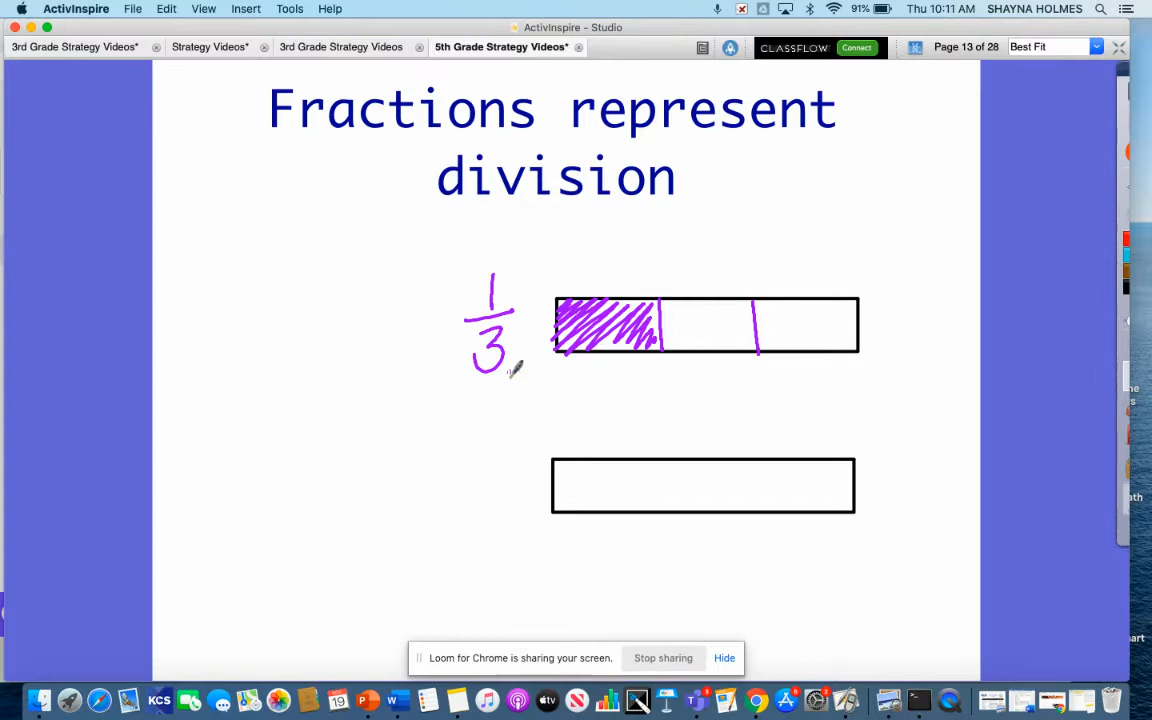 ActivInspire File Edit View Insert Tools Help 91% Thu 10:11 AM SHAYNA HOLMES
ActivInspire - Studio
3rd Grade Strategy Videos* Strategy Videos* 3rd Grade Strategy Videos 5th Grade Strategy Videos* CLASSFLOW Connect Page 13 of 28 Best Fit
Fractions represent
division
1
3
Loom for Chrome is sharing your screen. Stop sharing Hide
KCS
19